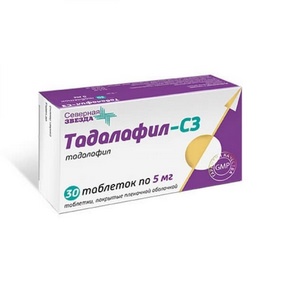 Северная
ЗВЕЗДА
Тадалафил-СЗ
тадалафил
30 таблеток по 5 мг
таблетки, покрытые пленочной оболочкой
GMP